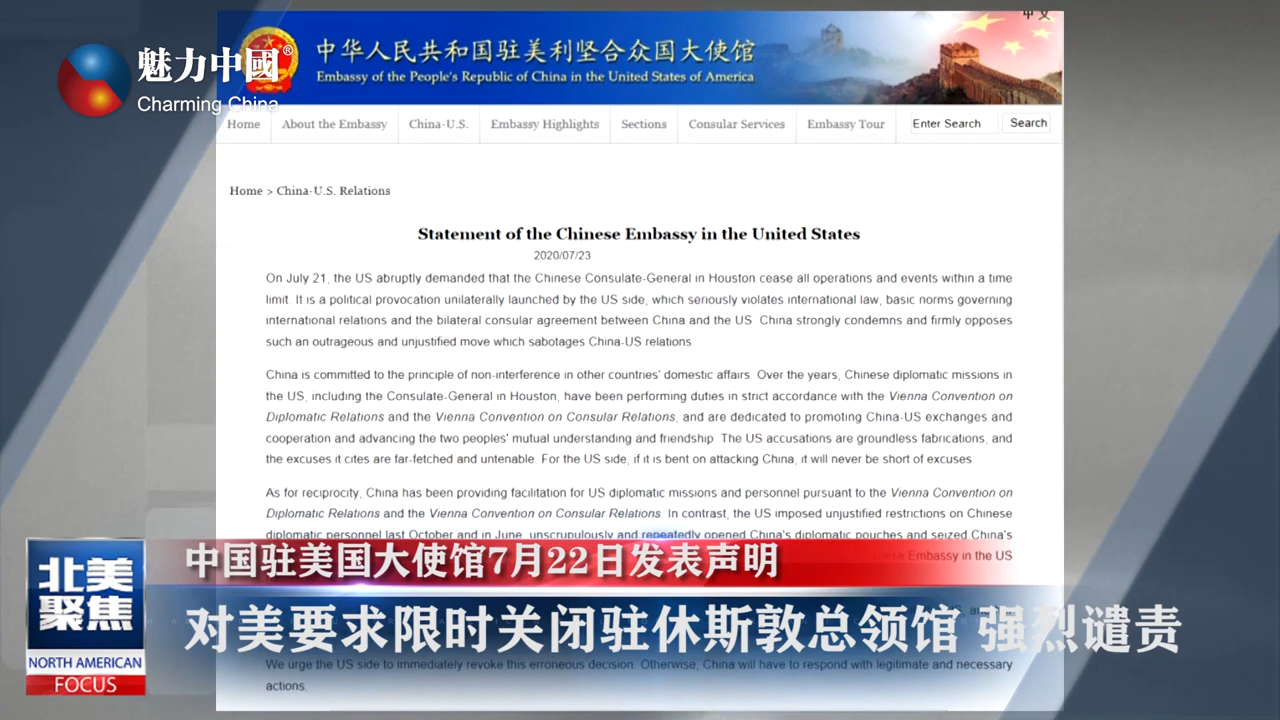 中文
魅力中國®
Charming China
中华人民共和国驻美利坚合众国大使馆
Embassy of the People's Republic of China in the United States of America
Home About the Embassy China-U.S. Embassy Highlights Sections Consular Services Embassy Tour Enter Search Search
Home > China-U.S. Relations
Statement of the Chinese Embassy in the United States
2020/07/23
On July 21, the US abruptly demanded that the Chinese Consulate-General in Houston cease all operations and events within a time
limit. It is a political provocation unilaterally launched by the US side, which seriously violates international law, basic norms governing
international relations and the bilateral consular agreement between China and the US. China strongly condemns and firmly opposes
such an outrageous and unjustified move which sabotages China-US relations.
China is committed to the principle of non-interference in other countries' domestic affairs. Over the years, Chinese diplomatic missions in
the US, including the Consulate-General in Houston, have been performing duties in strict accordance with the Vienna Convention on
Diplomatic Relations and the Vienna Convention on Consular Relations, and are dedicated to promoting China-US exchanges and
cooperation and advancing the two peoples' mutual understanding and friendship. The US accusations are groundless fabrications, and
the excuses it cites are far-fetched and untenable. For the US side, if it is bent on attacking China, it will never be short of excuses.
As for reciprocity, China has been providing facilitation for US diplomatic missions and personnel pursuant to the Vienna Convention on
Diplomatic Relations and the Vienna Convention on Consular Relations. In contrast, the US imposed unjustified restrictions on Chinese
diplomatic personnel last October and in June, unscrupulously and repeatedly opened China's diplomatic pouches and seized China's
Embassy in the US
中国驻美国大使馆7月22日发表声明
对美要求限时关闭驻休斯敦总领馆 强烈谴责
北美
聚焦
NORTH AMERICAN
FOCUS
We urge the US side to immediately revoke this erroneous decision. Otherwise, China will have to respond with legitimate and necessary
actions.